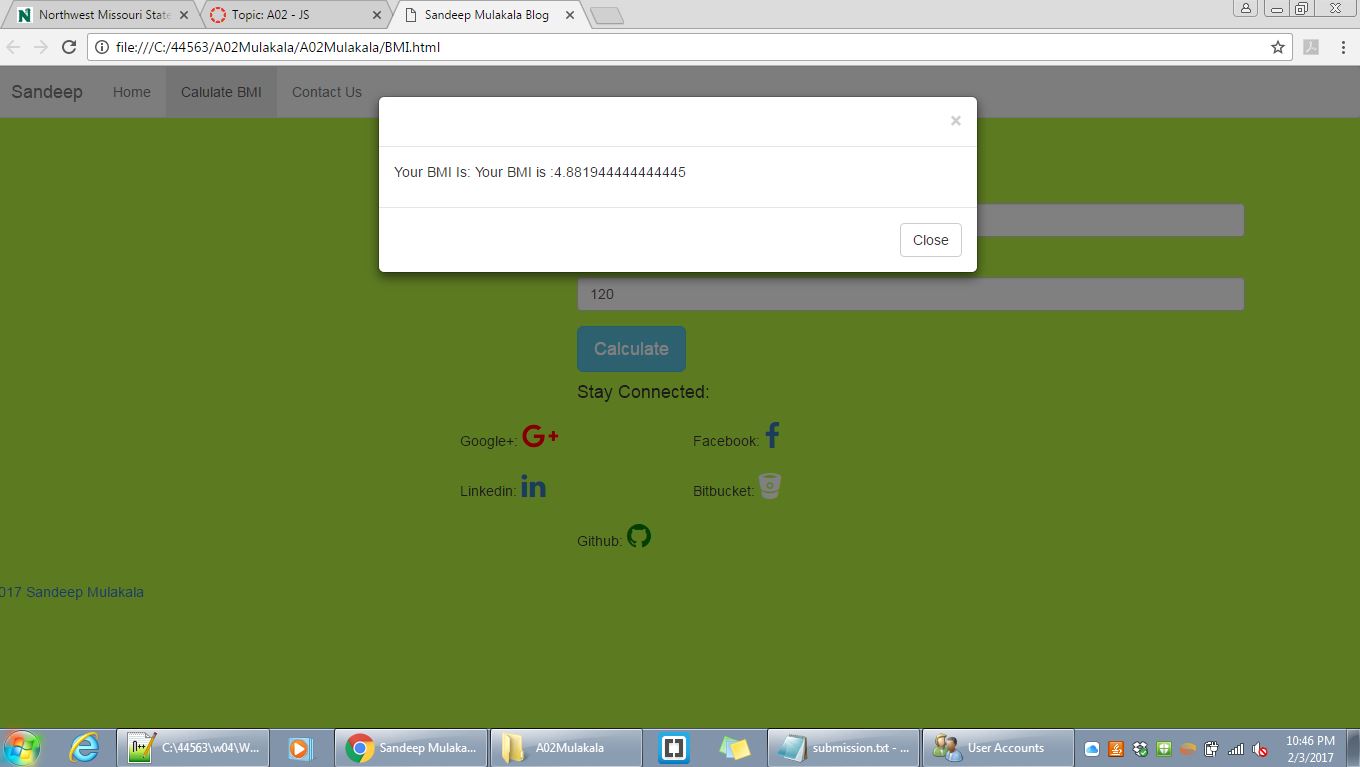 Northwest Missouri State
Topic: A02 - JS
Sandeep Mulakala Blog
file:///C:/44563/A02Mulakala/A02Mulakala/BMI.html
Sandeep Home Calulate BMI Contact Us
×
Your BMI Is: Your BMI is :4.881944444444445
Close
120
Calculate
Stay Connected:
Google+: G+ Facebook: f
Linkedin: in Bitbucket:
Github:
017 Sandeep Mulakala
C:\44563\w04\W...
Sandeep Mulaka...
A02Mulakala
submission.txt - ...
User Accounts
10:46 PM
2/3/2017